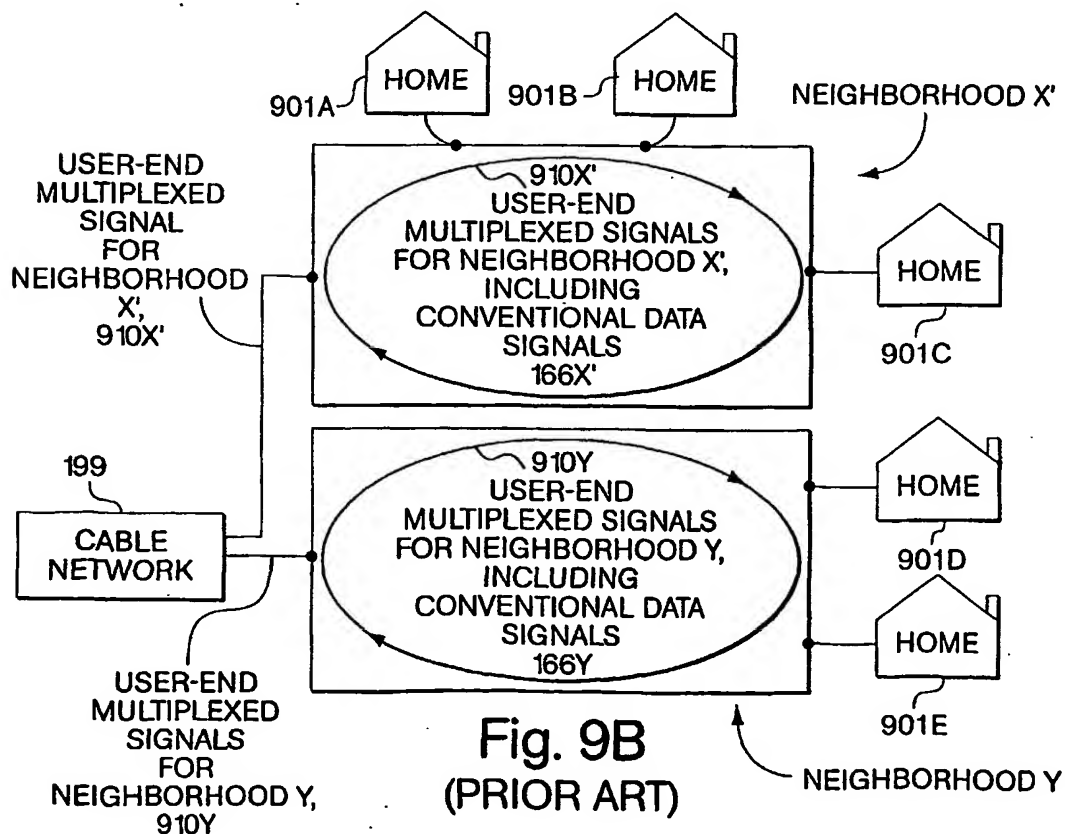 HOME
901A
HOME
901B
NEIGHBORHOOD X'
USER-END
MULTIPLEXED
SIGNAL
FOR
NEIGHBORHOOD
X',
910X'
910X'
USER-END
MULTIPLEXED SIGNALS
FOR NEIGHBORHOOD X',
INCLUDING
CONVENTIONAL DATA
SIGNALS
166X'
HOME
901C
199
CABLE
NETWORK
910Y
USER-END
MULTIPLEXED SIGNALS
FOR NEIGHBORHOOD Y,
INCLUDING
CONVENTIONAL DATA
SIGNALS
166Y
HOME
901D
HOME
901E
USER-END
MULTIPLEXED
SIGNALS
FOR
NEIGHBORHOOD Y,
910Y
NEIGHBORHOOD Y
Fig. 9B
(PRIOR ART)